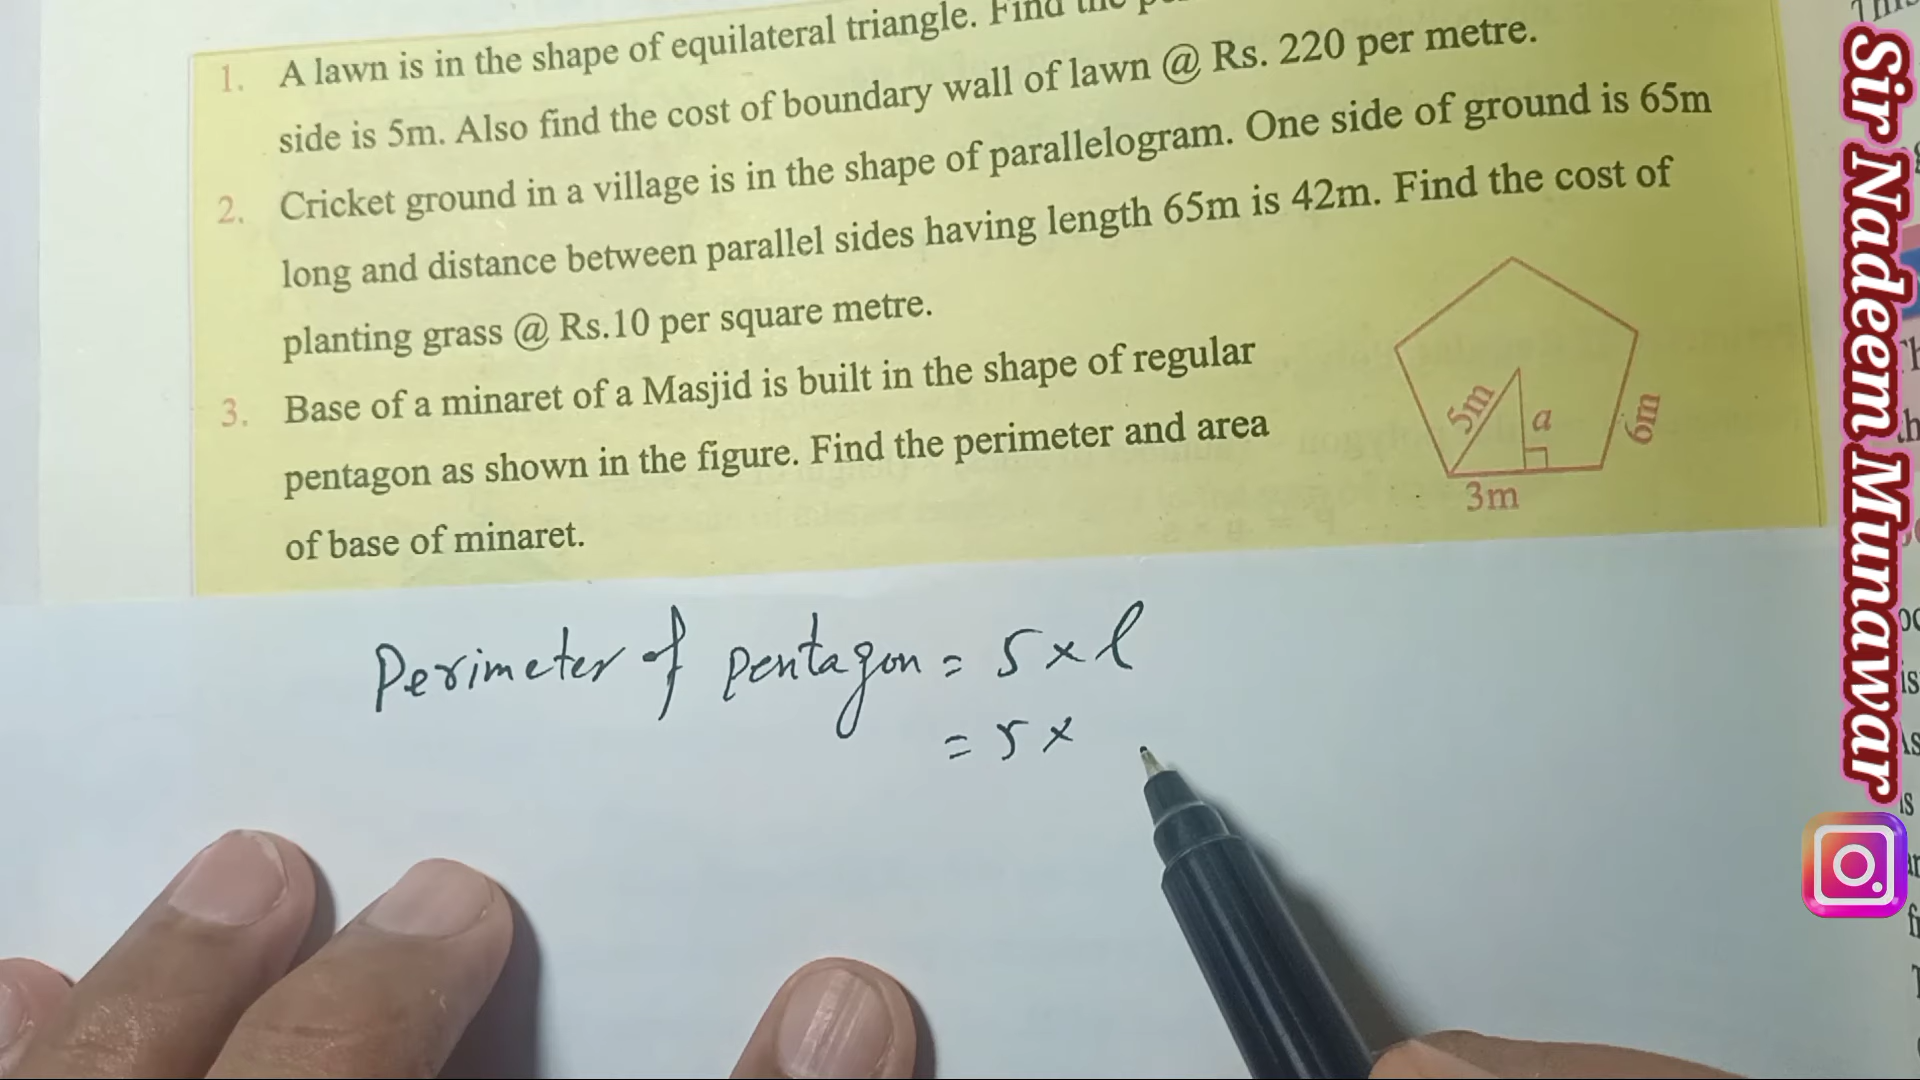 1. A lawn is in the shape of equilateral triangle. Find the
side is 5m. Also find the cost of boundary wall of lawn @ Rs. 220 per metre.
2. Cricket ground in a village is in the shape of parallelogram. One side of ground is 65m
long and distance between parallel sides having length 65m is 42m. Find the cost of
planting grass @ Rs.10 per square metre.
3. Base of a minaret of a Masjid is built in the shape of regular
pentagon as shown in the figure. Find the perimeter and area
of base of minaret.
5m
a
6m
3m
Perimeter of pentagon = 5 × l
= 5 ×
Sir Nadeem Munawar